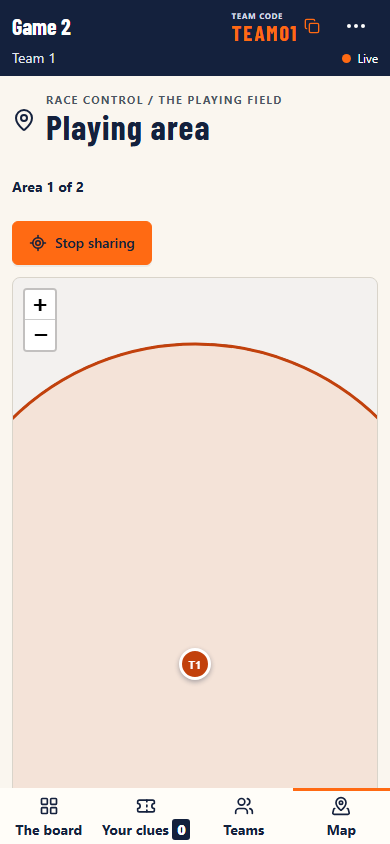 Game 2
TEAM CODE
TEAM01
Team 1
Live
RACE CONTROL / THE PLAYING FIELD
Playing area
Area 1 of 2
Stop sharing
+
−
T1
The board
Your clues 0
Teams
Map